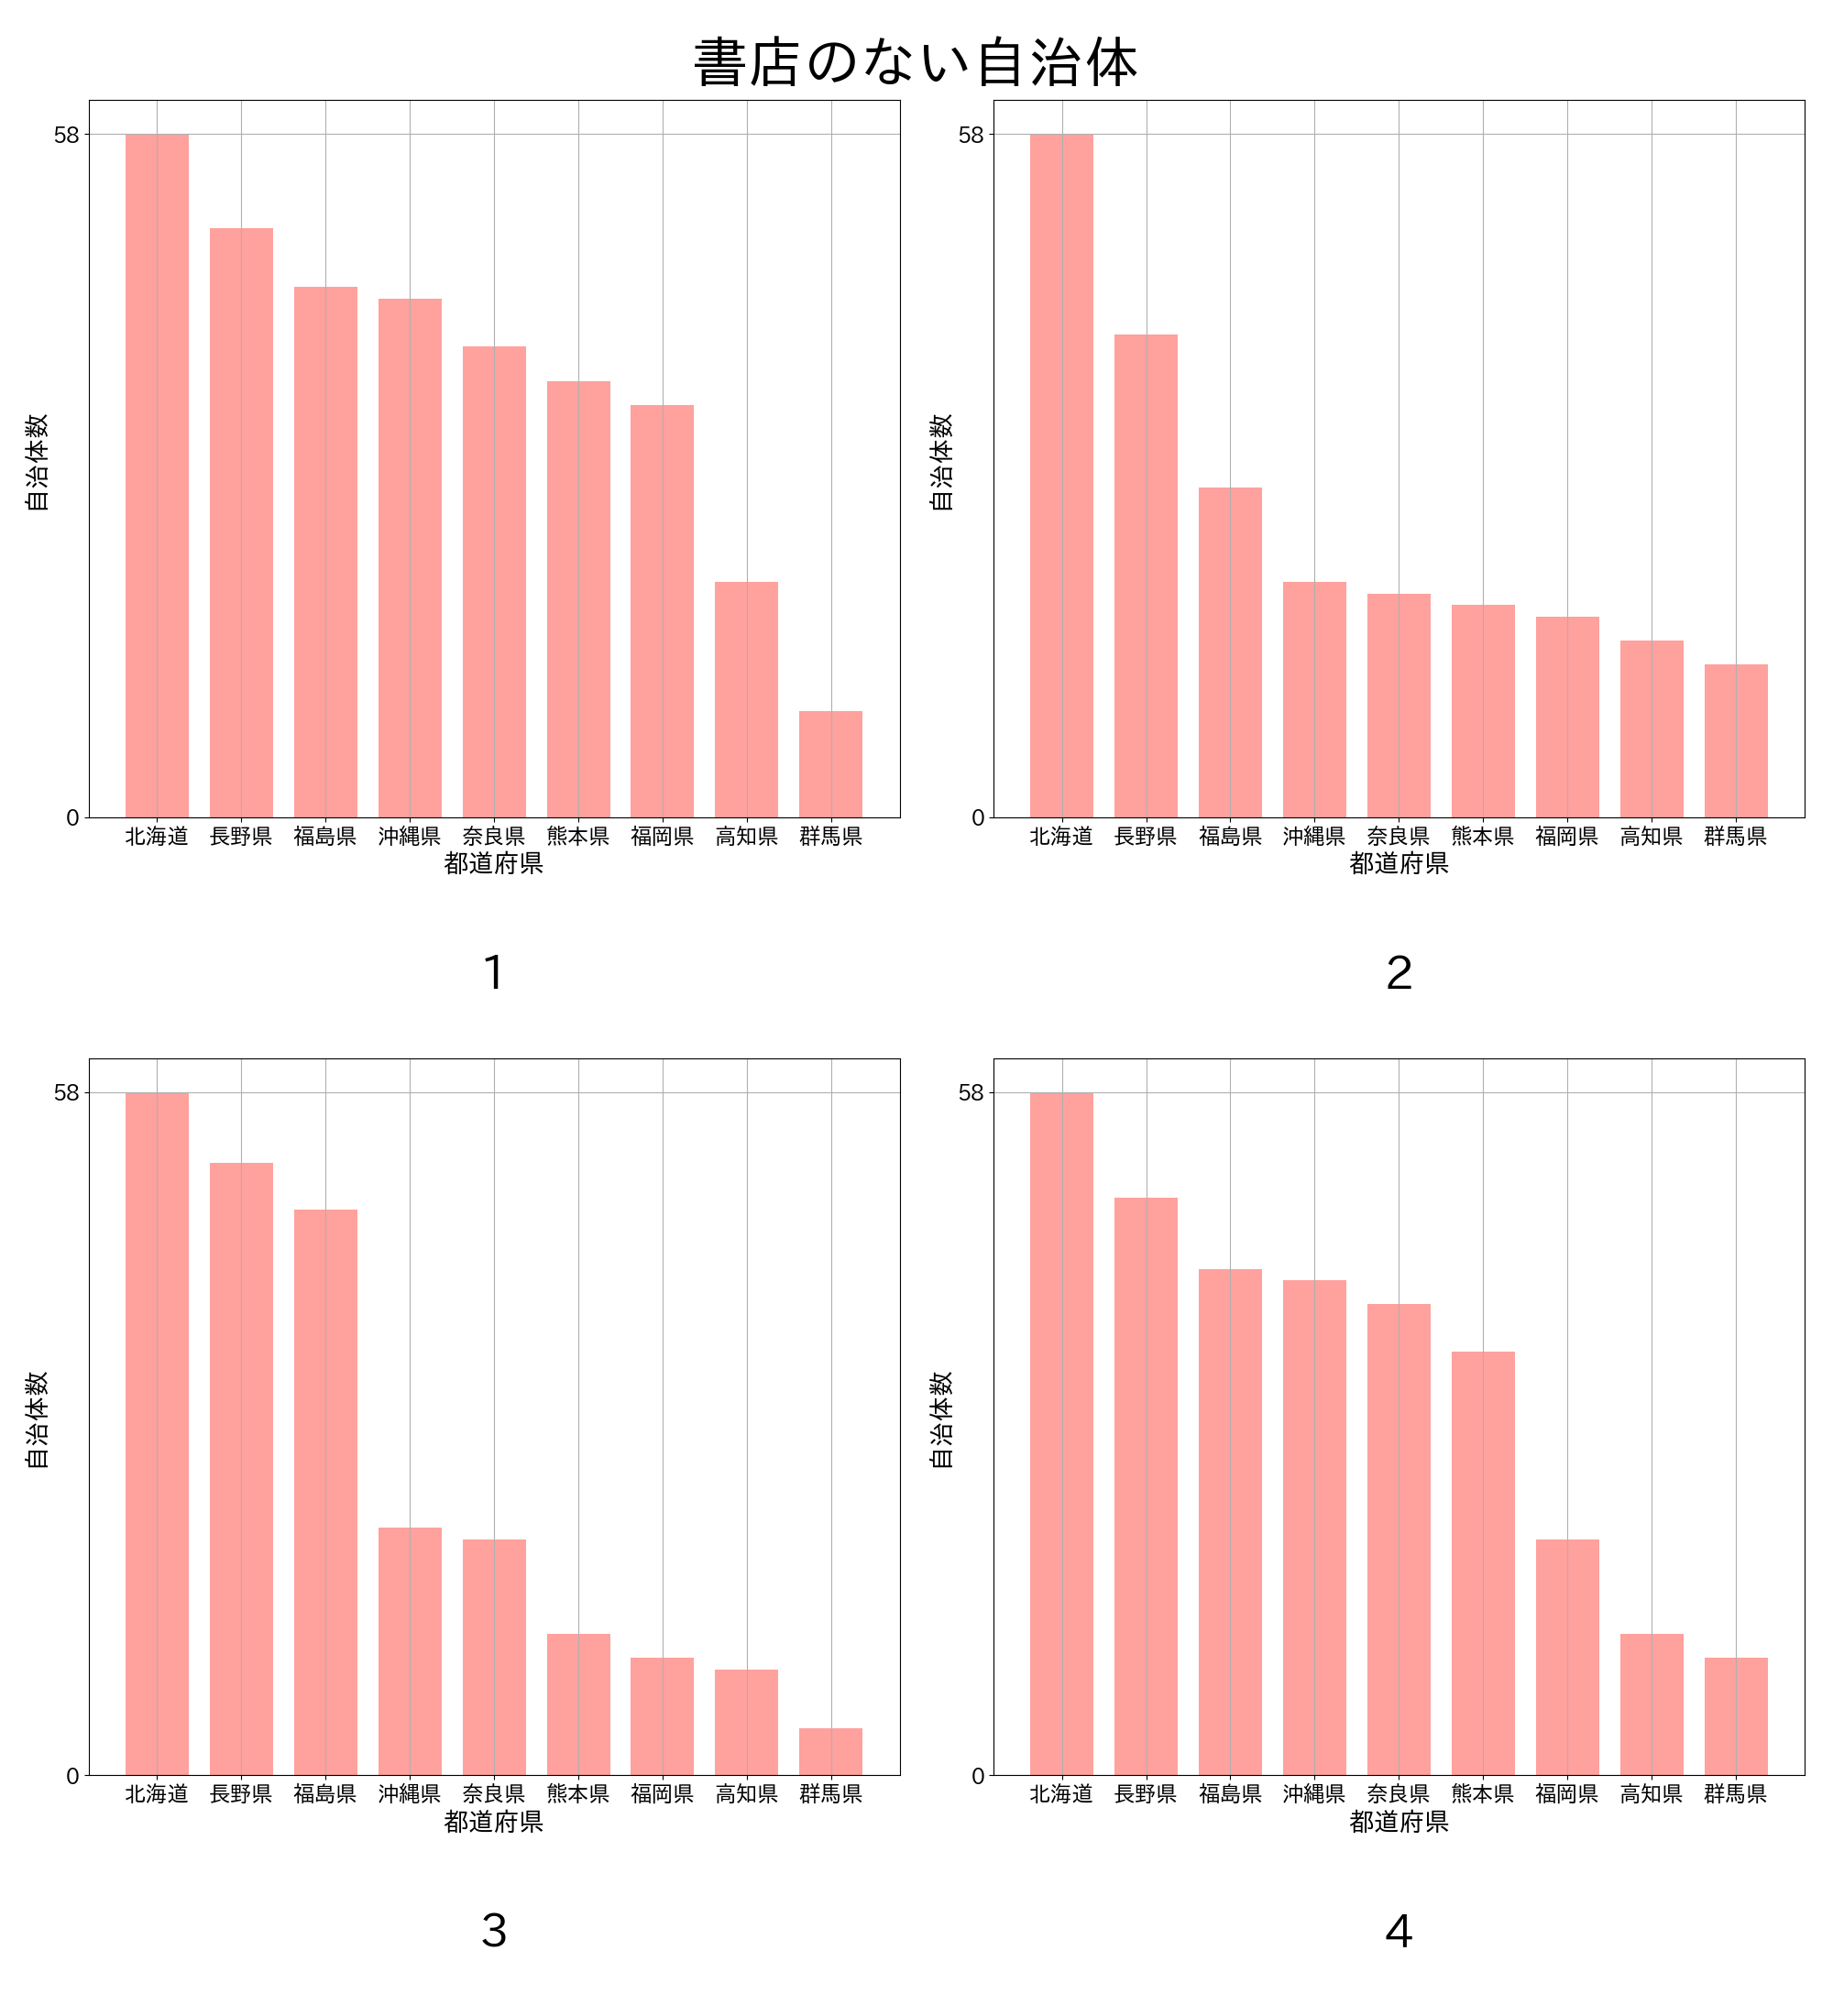 書店のない自治体
58
0
自治体数
北海道 長野県 福島県 沖縄県 奈良県 熊本県 福岡県 高知県 群馬県
都道府県
1
58
0
自治体数
北海道 長野県 福島県 沖縄県 奈良県 熊本県 福岡県 高知県 群馬県
都道府県
2
58
0
自治体数
北海道 長野県 福島県 沖縄県 奈良県 熊本県 福岡県 高知県 群馬県
都道府県
3
58
0
自治体数
北海道 長野県 福島県 沖縄県 奈良県 熊本県 福岡県 高知県 群馬県
都道府県
4